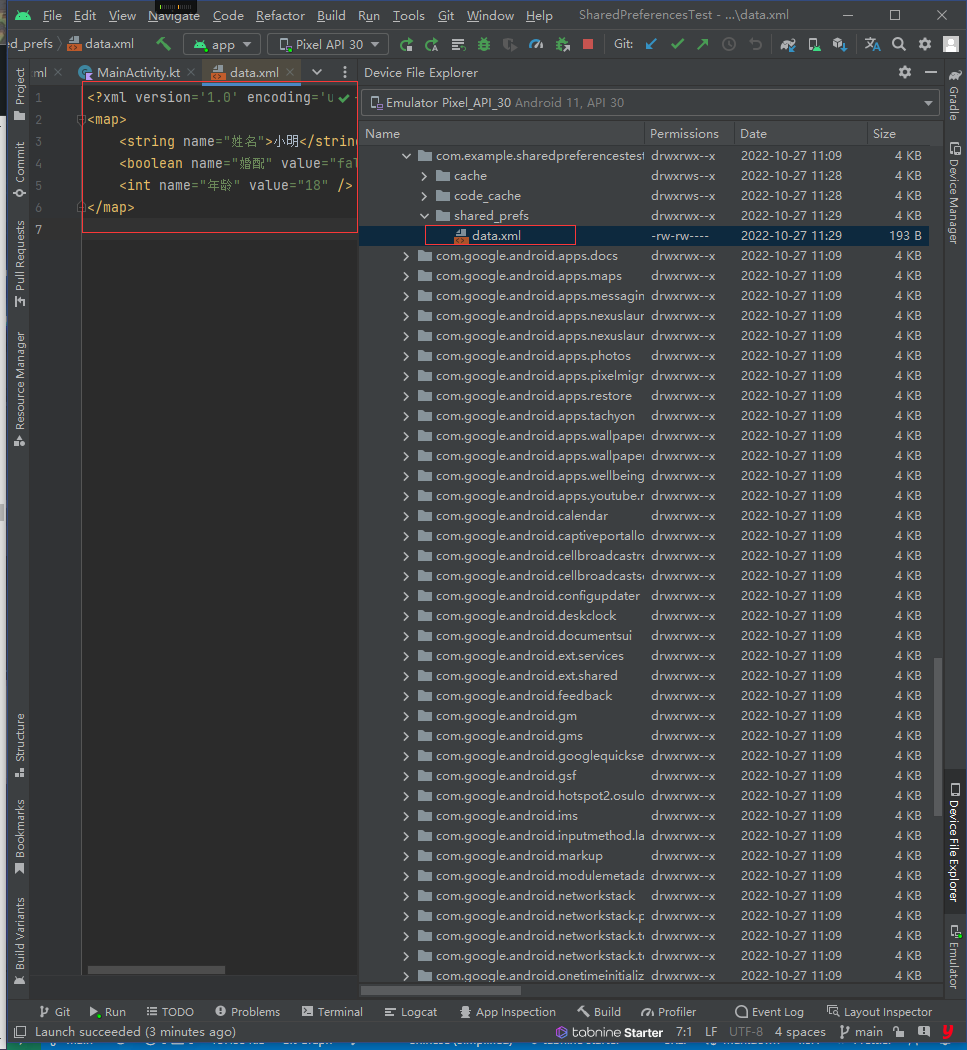 File Edit View Navigate Code Refactor Build Run Tools Git Window Help SharedPreferencesTest - ...\data.xml
d_prefs data.xml app Pixel API 30 Git:
ml MainActivity.kt data.xml
Device File Explorer
Emulator Pixel_API_30 Android 11, API 30
Name Permissions Date Size
1 <?xml version='1.0' encoding='u
2 <map>
3 <string name="姓名">小明</string
4 <boolean name="婚配" value="fal
5 <int name="年龄" value="18" />
6 </map>
7
com.example.sharedpreferencestest drwxrwx--x 2022-10-27 11:09 4 KB
cache drwxrws--x 2022-10-27 11:28 4 KB
code_cache drwxrws--x 2022-10-27 11:28 4 KB
shared_prefs drwxrwx--x 2022-10-27 11:29 4 KB
data.xml -rw-rw---- 2022-10-27 11:29 193 B
com.google.android.apps.docs drwxrwx--x 2022-10-27 11:09 4 KB
com.google.android.apps.maps drwxrwx--x 2022-10-27 11:09 4 KB
com.google.android.apps.messagin drwxrwx--x 2022-10-27 11:09 4 KB
com.google.android.apps.nexuslaur drwxrwx--x 2022-10-27 11:09 4 KB
com.google.android.apps.nexuslaur drwxrwx--x 2022-10-27 11:09 4 KB
com.google.android.apps.photos drwxrwx--x 2022-10-27 11:09 4 KB
com.google.android.apps.pixelmigr drwxrwx--x 2022-10-27 11:09 4 KB
com.google.android.apps.restore drwxrwx--x 2022-10-27 11:09 4 KB
com.google.android.apps.tachyon drwxrwx--x 2022-10-27 11:09 4 KB
com.google.android.apps.wallpaper drwxrwx--x 2022-10-27 11:09 4 KB
com.google.android.apps.wallpaper drwxrwx--x 2022-10-27 11:09 4 KB
com.google.android.apps.wellbeing drwxrwx--x 2022-10-27 11:09 4 KB
com.google.android.apps.youtube.r drwxrwx--x 2022-10-27 11:09 4 KB
com.google.android.calendar drwxrwx--x 2022-10-27 11:09 4 KB
com.google.android.captiveportallo drwxrwx--x 2022-10-27 11:09 4 KB
com.google.android.cellbroadcastre drwxrwx--x 2022-10-27 11:09 4 KB
com.google.android.cellbroadcastse drwxrwx--x 2022-10-27 11:09 4 KB
com.google.android.configupdater drwxrwx--x 2022-10-27 11:09 4 KB
com.google.android.deskclock drwxrwx--x 2022-10-27 11:09 4 KB
com.google.android.documentsui drwxrwx--x 2022-10-27 11:09 4 KB
com.google.android.ext.services drwxrwx--x 2022-10-27 11:09 4 KB
com.google.android.ext.shared drwxrwx--x 2022-10-27 11:09 4 KB
com.google.android.feedback drwxrwx--x 2022-10-27 11:09 4 KB
com.google.android.gm drwxrwx--x 2022-10-27 11:09 4 KB
com.google.android.gms drwxrwx--x 2022-10-27 11:09 4 KB
com.google.android.googlequickse drwxrwx--x 2022-10-27 11:09 4 KB
com.google.android.gsf drwxrwx--x 2022-10-27 11:09 4 KB
com.google.android.hotspot2.osulo drwxrwx--x 2022-10-27 11:09 4 KB
com.google.android.ims drwxrwx--x 2022-10-27 11:09 4 KB
com.google.android.inputmethod.la drwxrwx--x 2022-10-27 11:09 4 KB
com.google.android.markup drwxrwx--x 2022-10-27 11:09 4 KB
com.google.android.modulemetada drwxrwx--x 2022-10-27 11:09 4 KB
com.google.android.networkstack drwxrwx--x 2022-10-27 11:09 4 KB
com.google.android.networkstack.p drwxrwx--x 2022-10-27 11:09 4 KB
com.google.android.networkstack.te drwxrwx--x 2022-10-27 11:09 4 KB
com.google.android.networkstack.te drwxrwx--x 2022-10-27 11:09 4 KB
com.google.android.onetimeinitializ drwxrwx--x 2022-10-27 11:09 4 KB
Project
Commit
Pull Requests
Resource Manager
Structure
Bookmarks
Build Variants
Gradle
Device Manager
Device File Explorer
Emulator
Git Run TODO Problems Terminal Logcat App Inspection Build Profiler Event Log Layout Inspector
Launch succeeded (3 minutes ago) tabnine Starter 7:1 LF UTF-8 4 spaces main